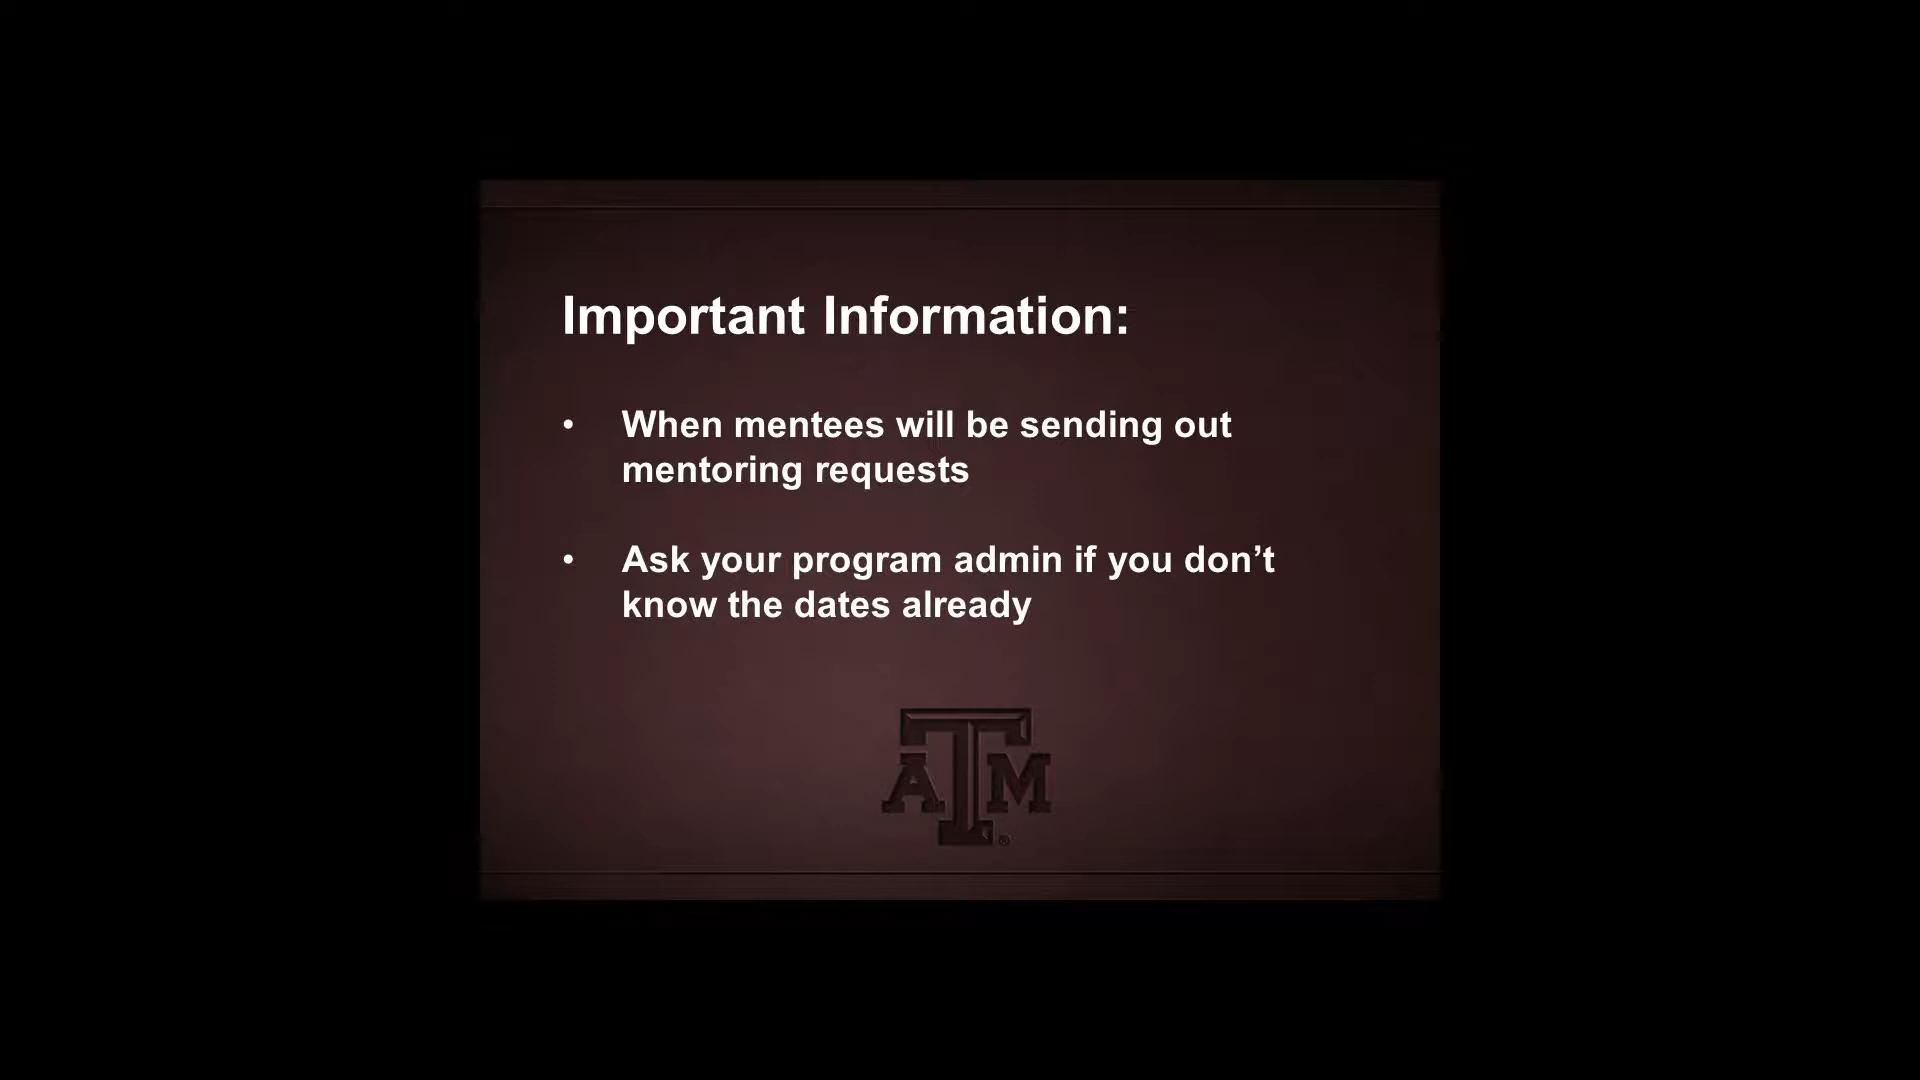 Important Information:
• When mentees will be sending out
mentoring requests
• Ask your program admin if you don’t
know the dates already
ATM
®